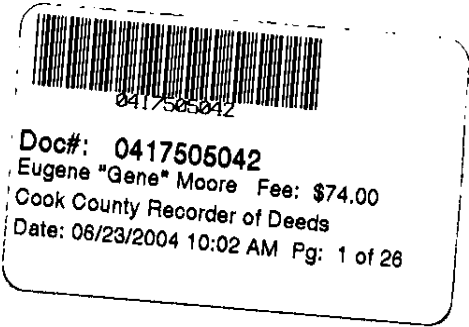 0417505042
Doc#: 0417505042
Eugene "Gene" Moore Fee: $74.00
Cook County Recorder of Deeds
Date: 06/23/2004 10:02 AM Pg: 1 of 26